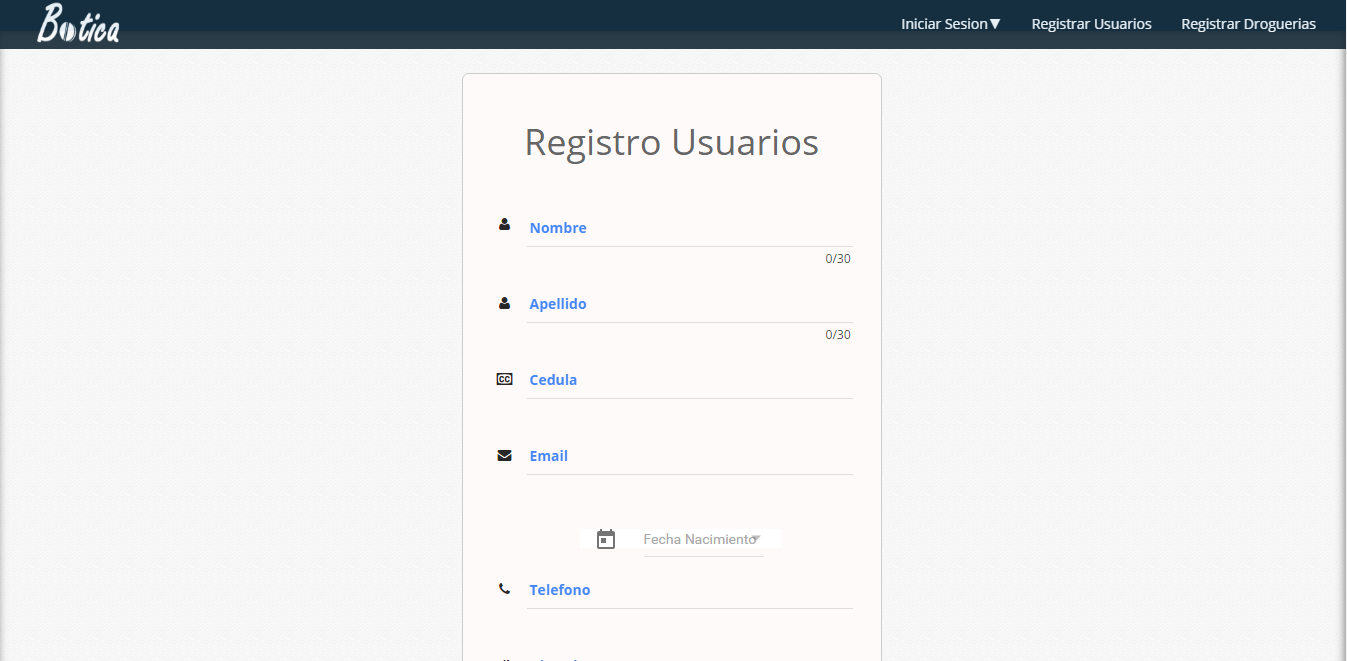 Botica
Iniciar Sesion▼ Registrar Usuarios Registrar Droguerias
Registro Usuarios
Nombre
0/30
Apellido
0/30
CC Cedula
Email
Fecha Nacimiento
Telefono